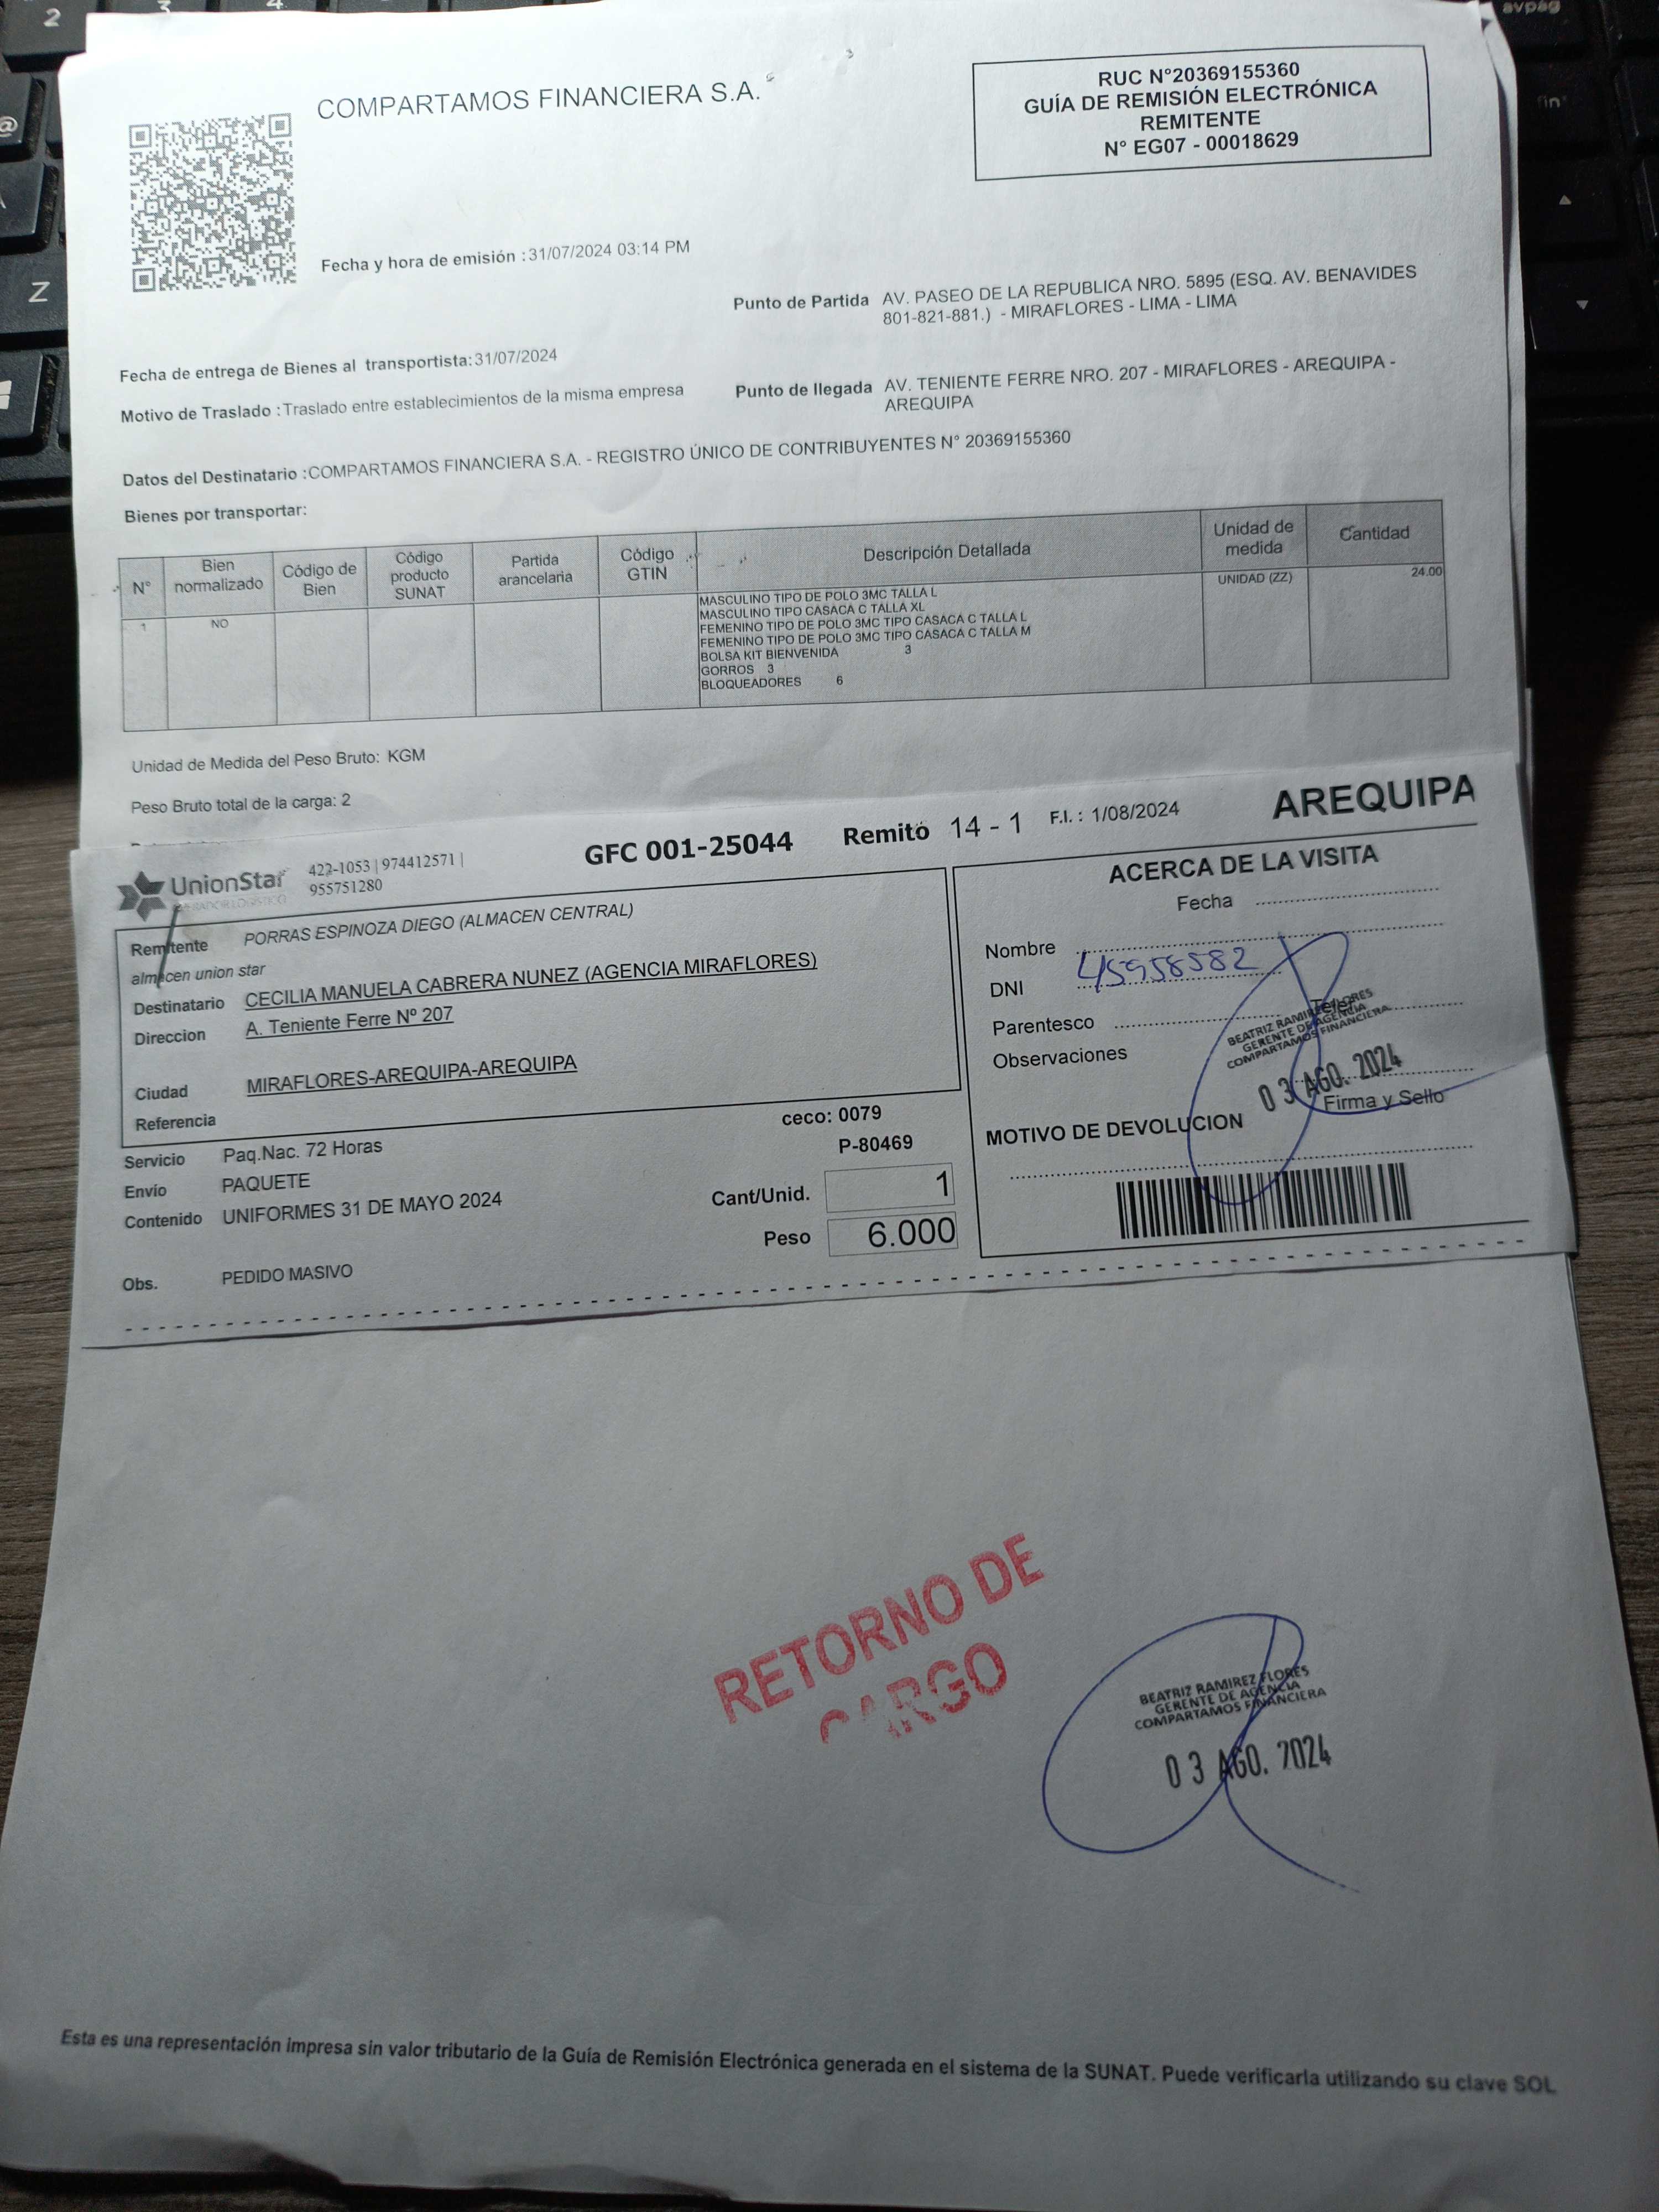 COMPARTAMOS FINANCIERA S.A.
RUC N°20369155360
GUÍA DE REMISIÓN ELECTRÓNICA
REMITENTE
N° EG07 - 00018629
Fecha y hora de emisión : 31/07/2024 03:14 PM
Punto de Partida AV. PASEO DE LA REPUBLICA NRO. 5895 (ESQ. AV. BENAVIDES
801-821-881.) - MIRAFLORES - LIMA - LIMA
Fecha de entrega de Bienes al transportista: 31/07/2024
Motivo de Traslado : Traslado entre establecimientos de la misma empresa
Punto de llegada AV. TENIENTE FERRE NRO. 207 - MIRAFLORES - AREQUIPA -
AREQUIPA
Datos del Destinatario : COMPARTAMOS FINANCIERA S.A. - REGISTRO ÚNICO DE CONTRIBUYENTES N° 20369155360
Bienes por transportar:
N° Bien normalizado Código de Bien Código producto SUNAT Partida arancelaria Código GTIN Descripción Detallada Unidad de medida Cantidad
1 NO MASCULINO TIPO DE POLO 3MC TALLA L UNIDAD (ZZ) 24.00
MASCULINO TIPO CASACA C TALLA XL
FEMENINO TIPO DE POLO 3MC TIPO CASACA C TALLA L
FEMENINO TIPO DE POLO 3MC TIPO CASACA C TALLA M
BOLSA KIT BIENVENIDA 3
GORROS 3
BLOQUEADORES 6
Unidad de Medida del Peso Bruto: KGM
Peso Bruto total de la carga: 2
UnionStar
422-1053 | 974412571 |
955751280
GFC 001-25044 Remito 14 - 1 F.I. : 1/08/2024 AREQUIPA
Remitente PORRAS ESPINOZA DIEGO (ALMACEN CENTRAL)
almacen union star
Destinatario CECILIA MANUELA CABRERA NUNEZ (AGENCIA MIRAFLORES)
Direccion A. Teniente Ferre Nº 207
Ciudad MIRAFLORES-AREQUIPA-AREQUIPA
Referencia
ceco: 0079
Servicio Paq.Nac. 72 Horas P-80469
Envío PAQUETE
Contenido UNIFORMES 31 DE MAYO 2024
Cant/Unid. 1
Peso 6.000
Obs. PEDIDO MASIVO
ACERCA DE LA VISITA
Fecha
Nombre
DNI 45958582
Parentesco Telef
Observaciones
BEATRIZ RAMIREZ FLORES
GERENTE DE AGENCIA
COMPARTAMOS FINANCIERA
03 AGO. 2024
Firma y Sello
MOTIVO DE DEVOLUCION
RETORNO DE
CARGO
BEATRIZ RAMIREZ FLORES
GERENTE DE AGENCIA
COMPARTAMOS FINANCIERA
03 AGO. 2024
Esta es una representación impresa sin valor tributario de la Guía de Remisión Electrónica generada en el sistema de la SUNAT. Puede verificarla utilizando su clave SOL
2
3
4
@
Z
avpág
fin